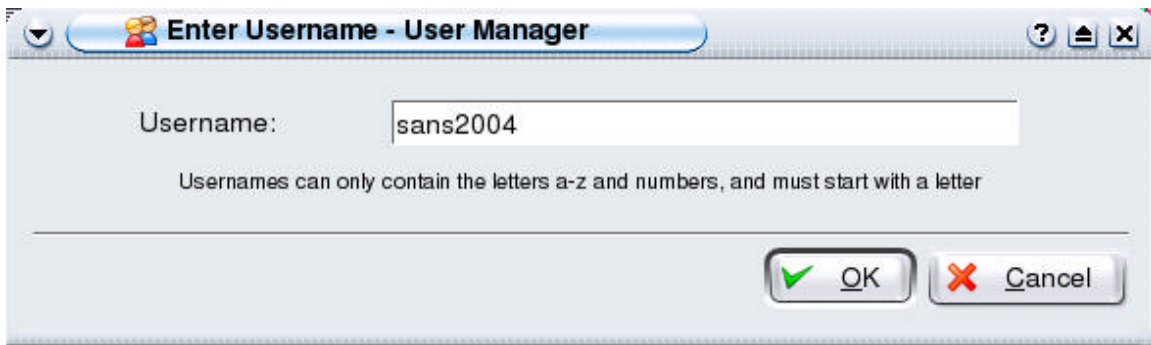 Enter Username - User Manager
Username: sans2004
Usernames can only contain the letters a-z and numbers, and must start with a letter
OK Cancel